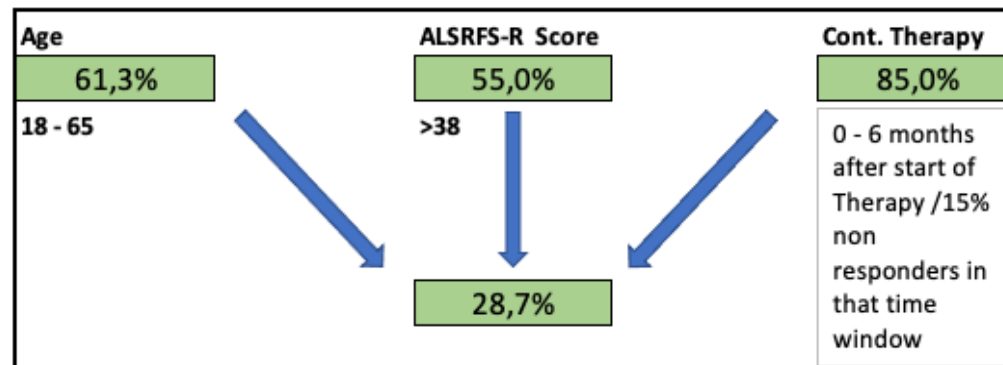 Age
61,3%
18 - 65
ALSRFS-R Score
55,0%
>38
Cont. Therapy
85,0%
0 - 6 months
after start of
Therapy /15%
non
responders in
that time
window
28,7%